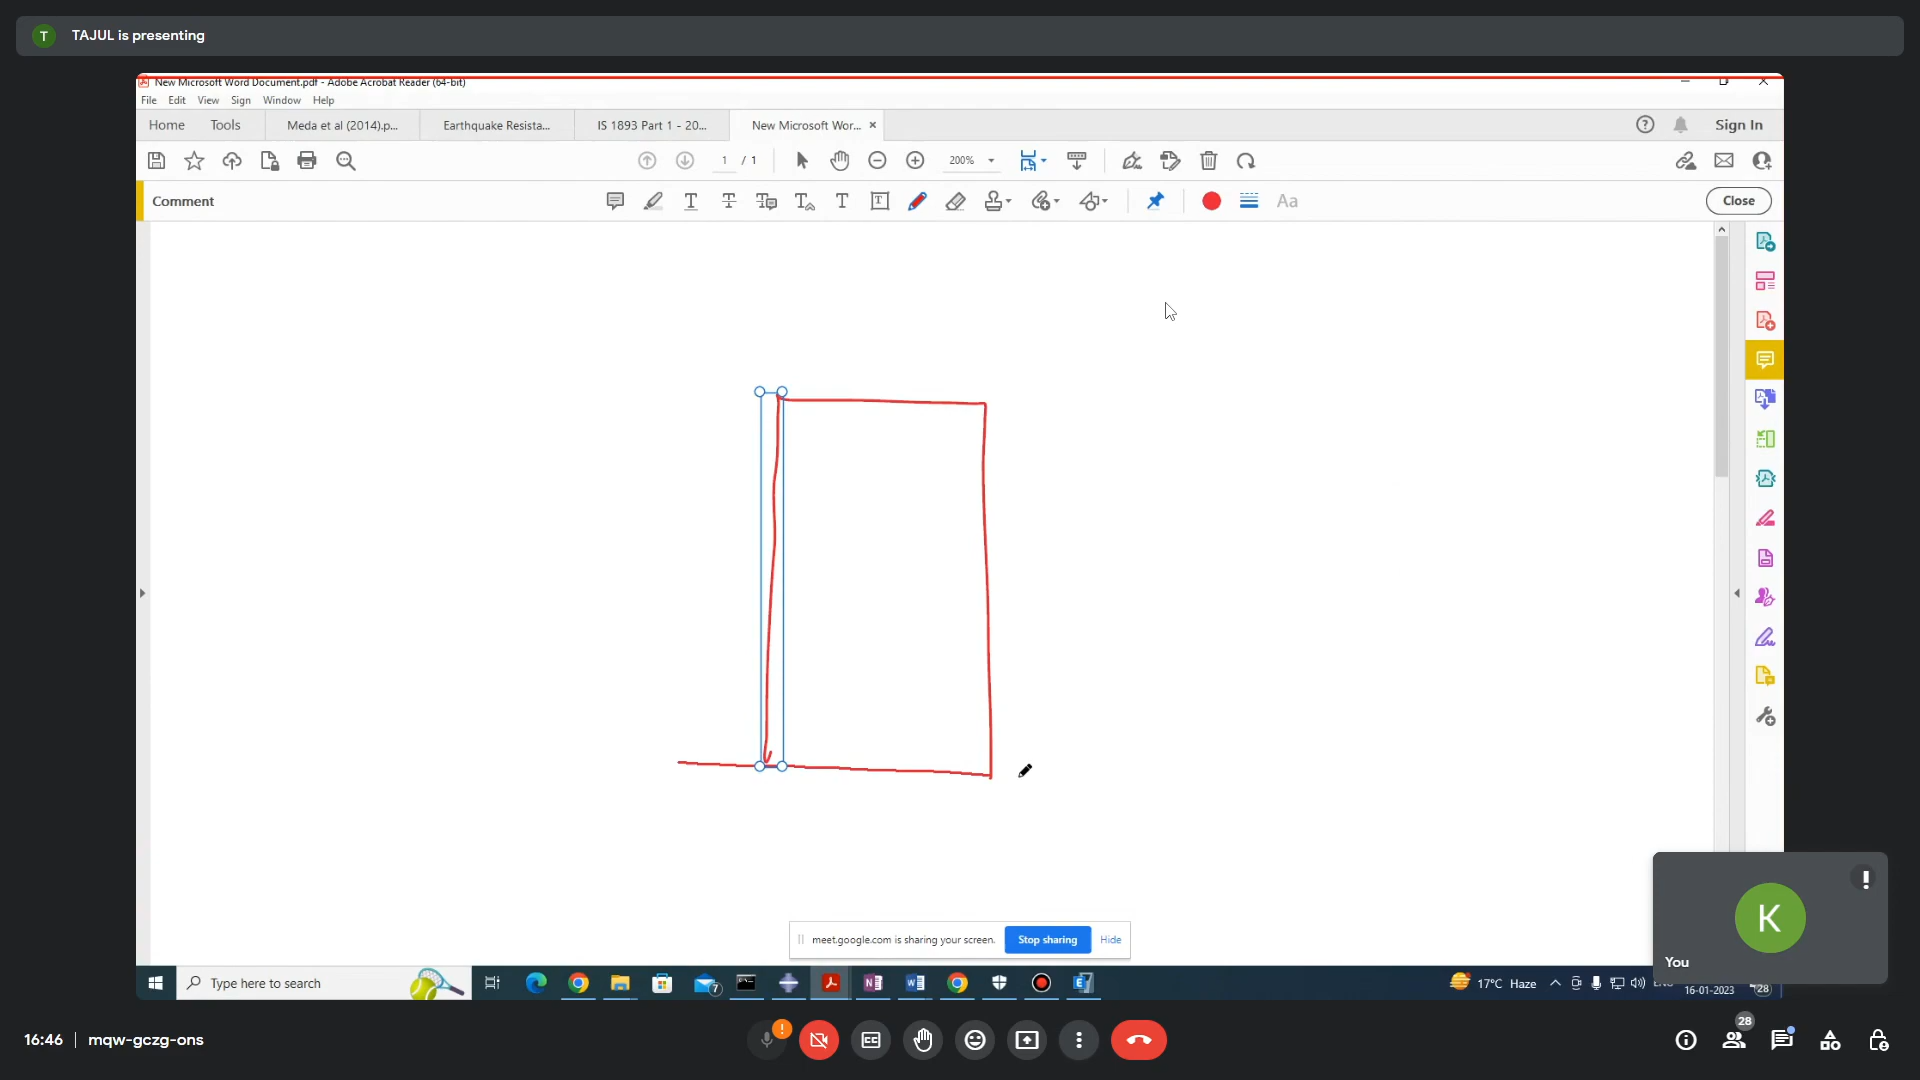 T TAJUL is presenting
New Microsoft Word Document.pdf - Adobe Acrobat Reader (64-bit)
File Edit View Sign Window Help
Home Tools Meda et al (2014).p... Earthquake Resista... IS 1893 Part 1 - 20... New Microsoft Wor... × Sign In
1 / 1 200%
Comment T T T T T Aa Close
meet.google.com is sharing your screen. Stop sharing Hide
K
You
Type here to search 7 17°C Haze
16-01-2023 28
16:46 | mqw-gczg-ons 28